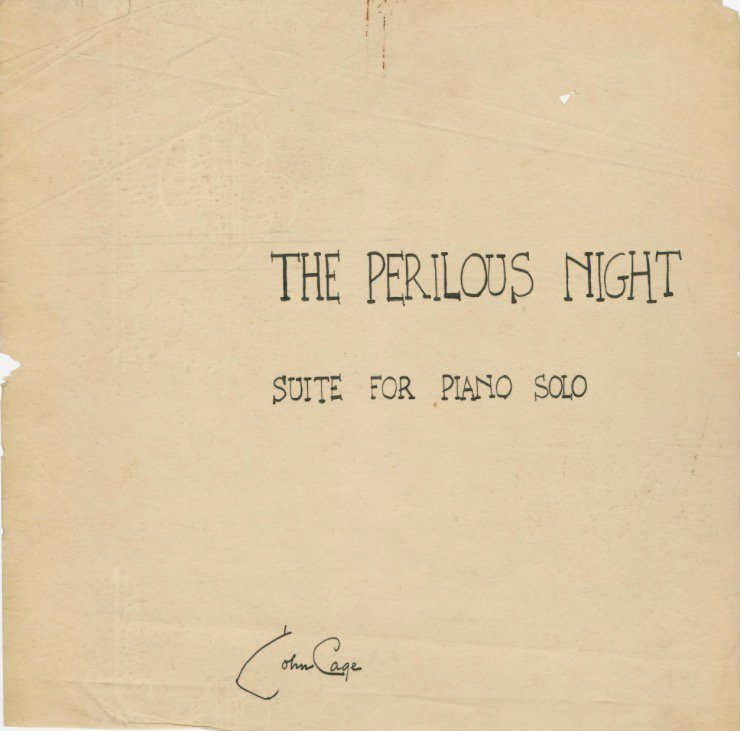 THE PERILOUS NIGHT
SUITE FOR PIANO SOLO
John Cage